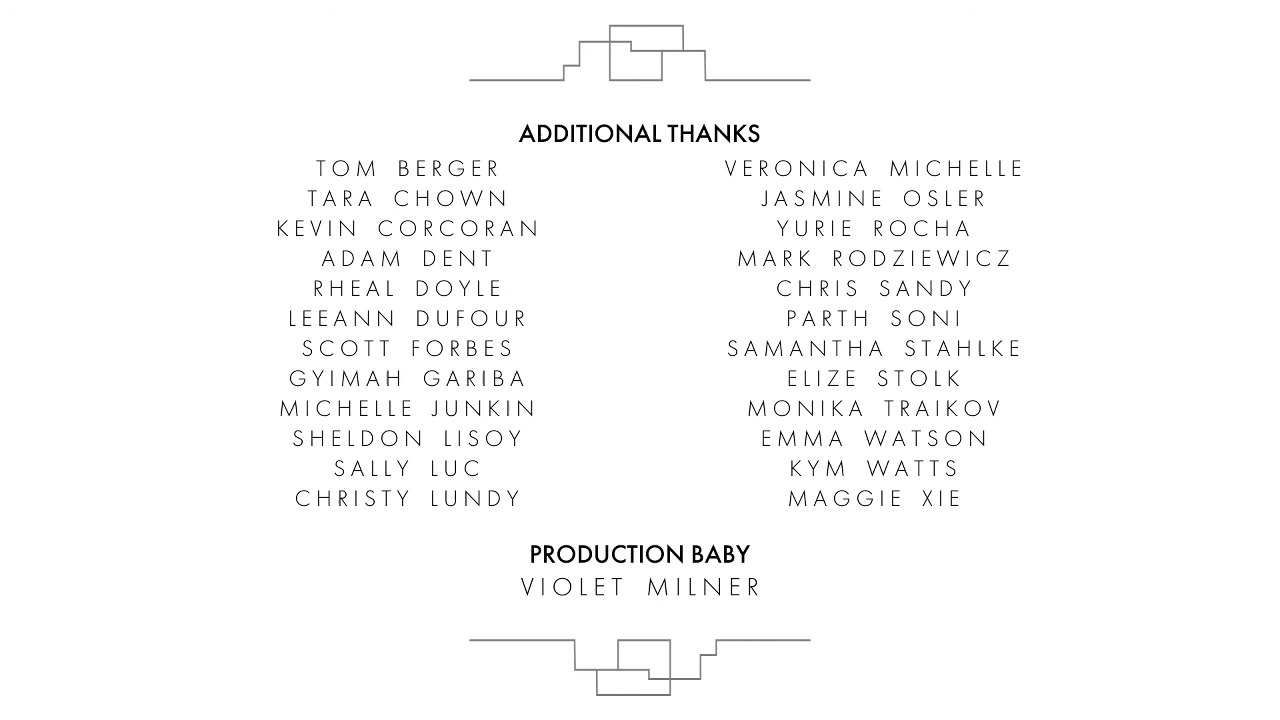 ADDITIONAL THANKS
TOM BERGER
TARA CHOWN
KEVIN CORCORAN
ADAM DENT
RHEAL DOYLE
LEEANN DUFOUR
SCOTT FORBES
GYIMAH GARIBA
MICHELLE JUNKIN
SHELDON LISOY
SALLY LUC
CHRISTY LUNDY
VERONICA MICHELLE
JASMINE OSLER
YURIE ROCHA
MARK RODZIEWICZ
CHRIS SANDY
PARTH SONI
SAMANTHA STAHLKE
ELIZE STOLK
MONIKA TRAIKOV
EMMA WATSON
KYM WATTS
MAGGIE XIE
PRODUCTION BABY
VIOLET MILNER